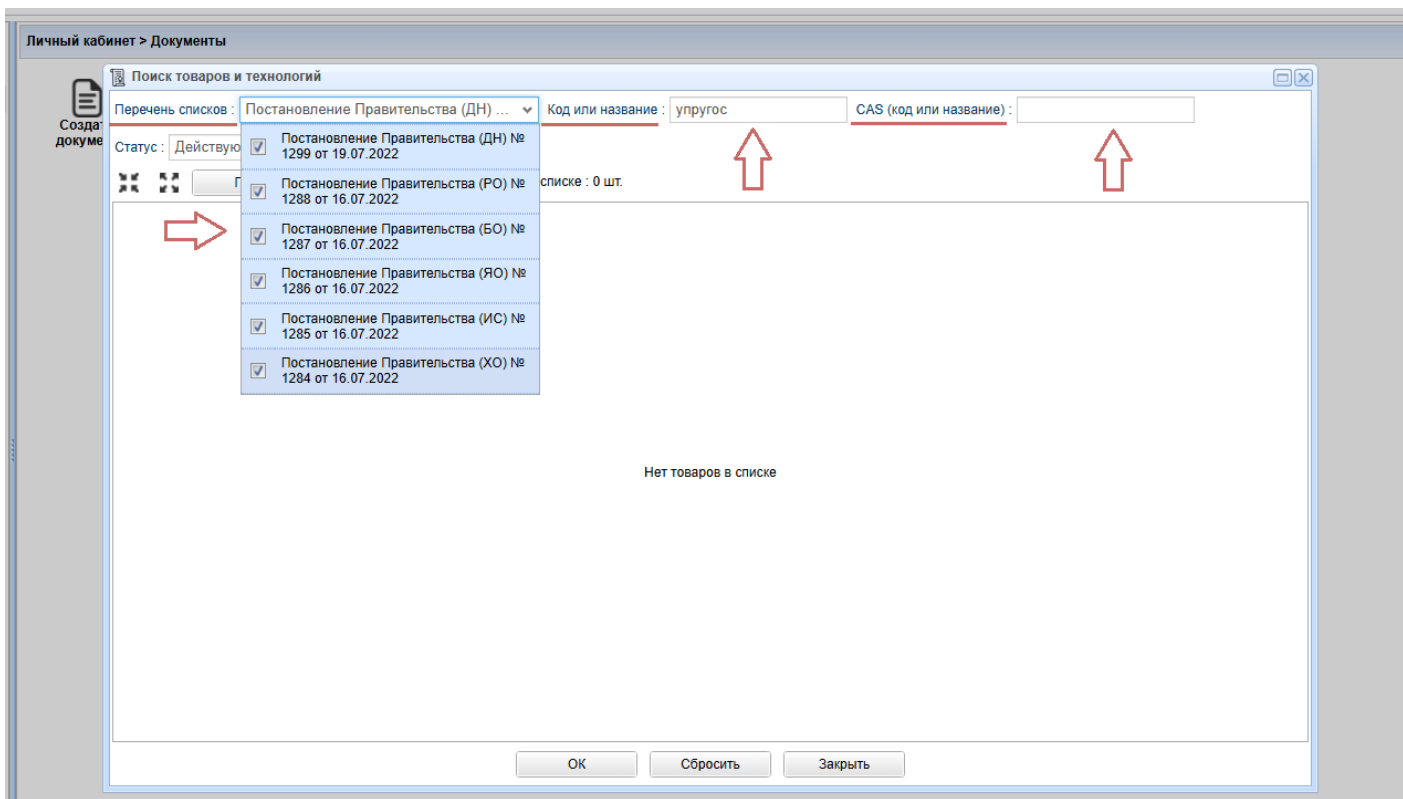 Личный кабинет > Документы
Поиск товаров и технологий
Созда
докуме
Перечень списков : Постановление Правительства (ДН) ... Код или название : упругос CAS (код или название) :
Статус : Действую
П
списке : 0 шт.
Постановление Правительства (ДН) №
1299 от 19.07.2022
Постановление Правительства (РО) №
1288 от 16.07.2022
Постановление Правительства (БО) №
1287 от 16.07.2022
Постановление Правительства (ЯО) №
1286 от 16.07.2022
Постановление Правительства (ИС) №
1285 от 16.07.2022
Постановление Правительства (ХО) №
1284 от 16.07.2022
Нет товаров в списке
ОК Сбросить Закрыть